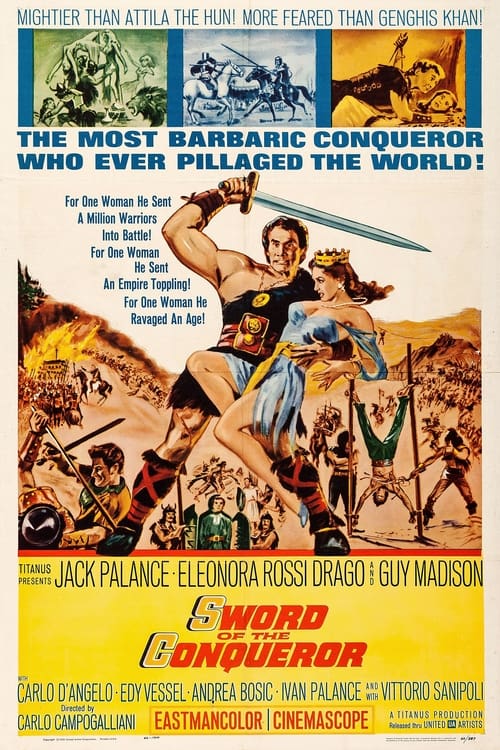 MIGHTIER THAN ATTILA THE HUN! MORE FEARED THAN GENGHIS KHAN!
THE MOST BARBARIC CONQUEROR
WHO EVER PILLAGED THE WORLD!
For One Woman He Sent
A Million Warriors
Into Battle!
For One Woman
He Sent
An Empire Toppling!
For One Woman He
Ravaged An Age!
TITANUS
PRESENTS
JACK PALANCE • ELEONORA ROSSI DRAGO AND GUY MADISON
SWORD
OF THE
CONQUEROR
WITH
CARLO D'ANGELO • EDY VESSEL • ANDREA BOSIC • IVAN PALANCE AND WITH VITTORIO SANIPOLI
Directed by
CARLO CAMPOGALLIANI
EASTMANCOLOR CINEMASCOPE
A TITANUS PRODUCTION
Released thru UNITED UA ARTISTS